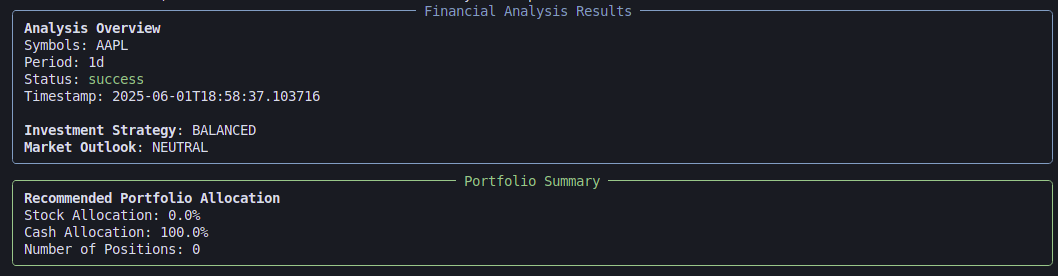 Financial Analysis Results
Analysis Overview
Symbols: AAPL
Period: 1d
Status: success
Timestamp: 2025-06-01T18:58:37.103716
Investment Strategy: BALANCED
Market Outlook: NEUTRAL
Portfolio Summary
Recommended Portfolio Allocation
Stock Allocation: 0.0%
Cash Allocation: 100.0%
Number of Positions: 0